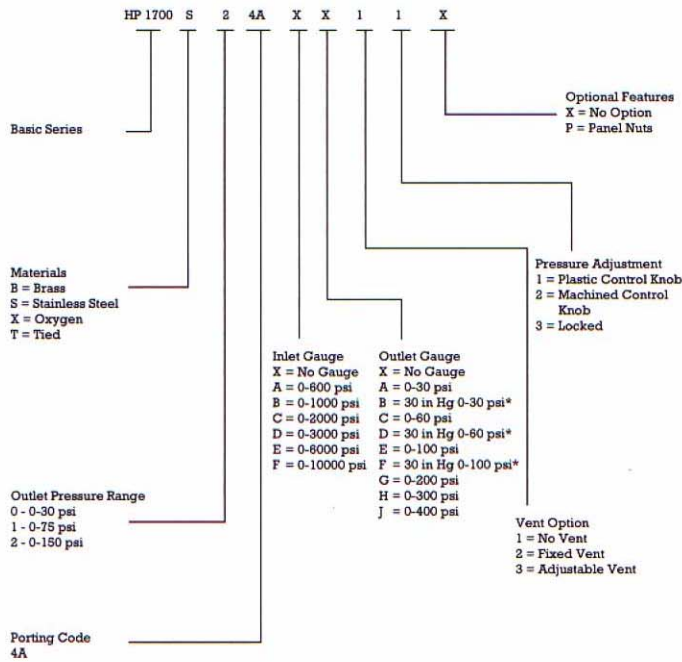 HP 1700 S 2 4A X X 1 1 X
Optional Features
X = No Option
P = Panel Nuts
Basic Series
Pressure Adjustment
1 = Plastic Control Knob
2 = Machined Control
Knob
3 = Locked
Materials
B = Brass
S = Stainless Steel
X = Oxygen
T = Tied
Inlet Gauge
X = No Gauge
A = 0-600 psi
B = 0-1000 psi
C = 0-2000 psi
D = 0-3000 psi
E = 0-6000 psi
F = 0-10000 psi
Outlet Gauge
X = No Gauge
A = 0-30 psi
B = 30 in Hg 0-30 psi*
C = 0-60 psi
D = 30 in Hg 0-60 psi*
E = 0-100 psi
F = 30 in Hg 0-100 psi*
G = 0-200 psi
H = 0-300 psi
J = 0-400 psi
Outlet Pressure Range
0 - 0-30 psi
1 - 0-75 psi
2 - 0-150 psi
Vent Option
1 = No Vent
2 = Fixed Vent
3 = Adjustable Vent
Porting Code
4A